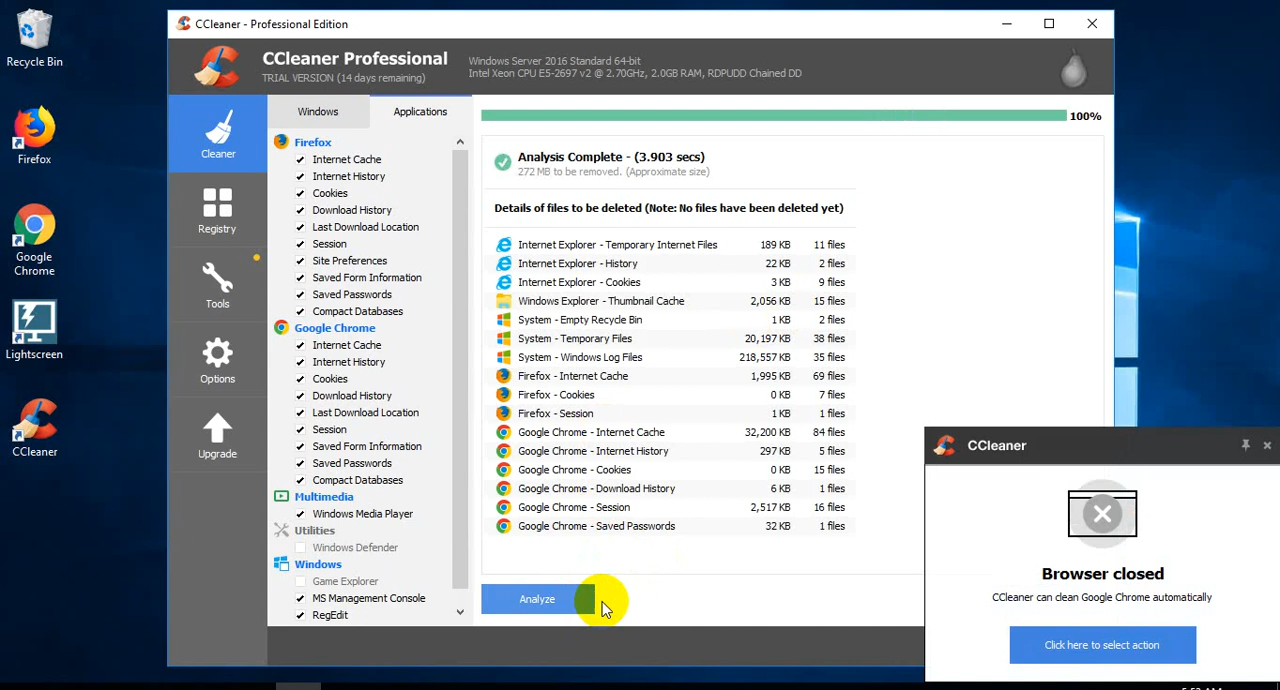 Recycle Bin
Firefox
Google
Chrome
Lightscreen
CCleaner
CCleaner - Professional Edition
CCleaner Professional
TRIAL VERSION (14 days remaining)
Windows Server 2016 Standard 64-bit
Intel Xeon CPU E5-2697 v2 @ 2.70GHz, 2.0GB RAM, RDPUDD Chained DD
Cleaner
Registry
Tools
Options
Upgrade
Windows
Applications
Firefox
Internet Cache
Internet History
Cookies
Download History
Last Download Location
Session
Site Preferences
Saved Form Information
Saved Passwords
Compact Databases
Google Chrome
Internet Cache
Internet History
Cookies
Download History
Last Download Location
Session
Saved Form Information
Saved Passwords
Compact Databases
Multimedia
Windows Media Player
Utilities
Windows Defender
Windows
Game Explorer
MS Management Console
RegEdit
100%
Analysis Complete - (3.903 secs)
272 MB to be removed. (Approximate size)
Details of files to be deleted (Note: No files have been deleted yet)
Internet Explorer - Temporary Internet Files 189 KB 11 files
Internet Explorer - History 22 KB 2 files
Internet Explorer - Cookies 3 KB 9 files
Windows Explorer - Thumbnail Cache 2,056 KB 15 files
System - Empty Recycle Bin 1 KB 2 files
System - Temporary Files 20,197 KB 38 files
System - Windows Log Files 218,557 KB 35 files
Firefox - Internet Cache 1,995 KB 69 files
Firefox - Cookies 0 KB 7 files
Firefox - Session 1 KB 1 files
Google Chrome - Internet Cache 32,200 KB 84 files
Google Chrome - Internet History 297 KB 5 files
Google Chrome - Cookies 0 KB 15 files
Google Chrome - Download History 6 KB 1 files
Google Chrome - Session 2,517 KB 16 files
Google Chrome - Saved Passwords 32 KB 1 files
Analyze
CCleaner
Browser closed
CCleaner can clean Google Chrome automatically
Click here to select action